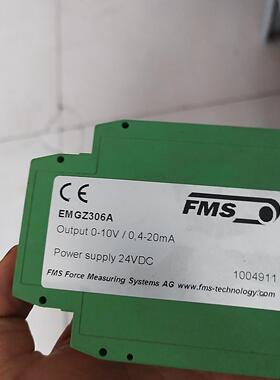 CE
EMGZ306A
FMS
Output 0-10V / 0,4-20mA
Power supply 24VDC
1004911
FMS Force Measuring Systems AG www.fms-technology.com